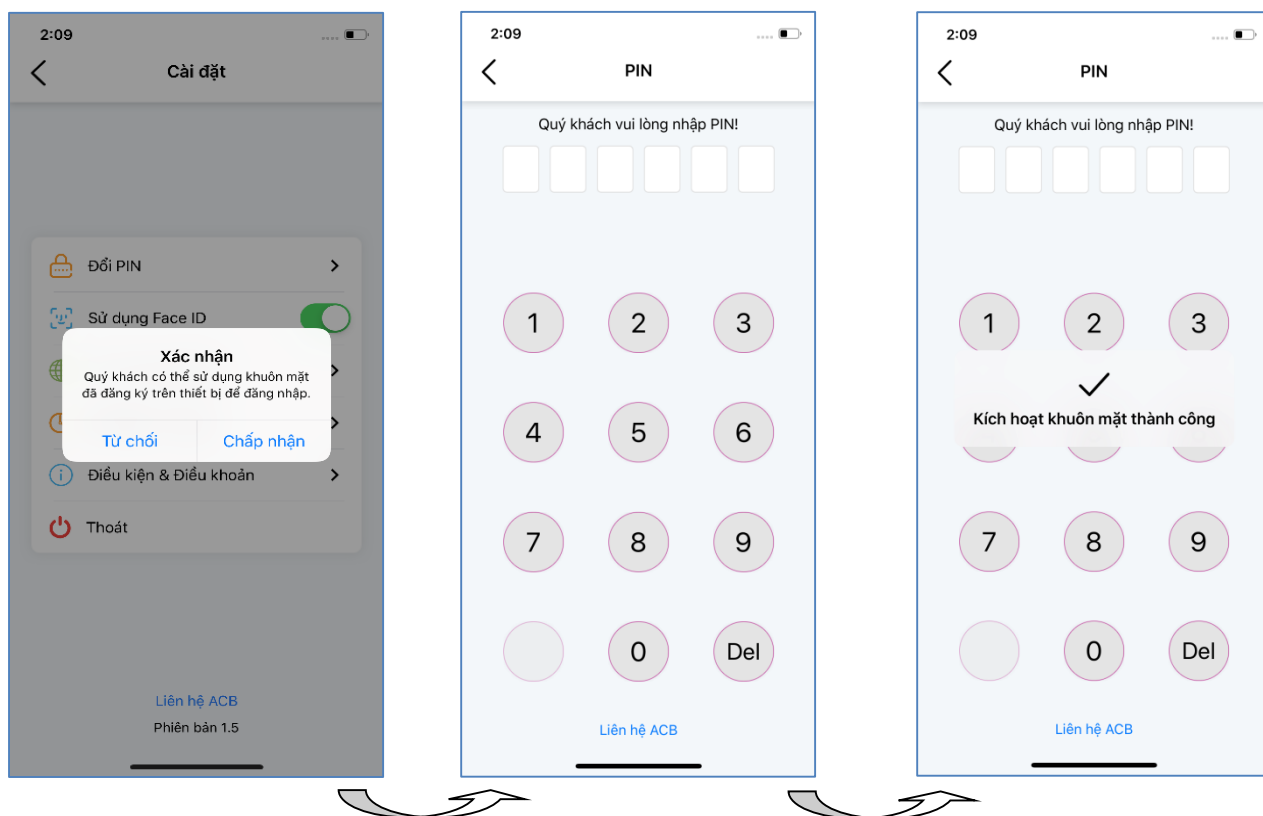 2:09
Cài đặt
Đổi PIN
Sử dụng Face ID
Xác nhận
Quý khách có thể sử dụng khuôn mặt
đã đăng ký trên thiết bị để đăng nhập.
Từ chối
Chấp nhận
Điều kiện & Điều khoản
Thoát
Liên hệ ACB
Phiên bản 1.5
2:09
PIN
Quý khách vui lòng nhập PIN!
1 2 3
4 5 6
7 8 9
0 Del
Liên hệ ACB
2:09
PIN
Quý khách vui lòng nhập PIN!
1 2 3
Kích hoạt khuôn mặt thành công
7 8 9
0 Del
Liên hệ ACB